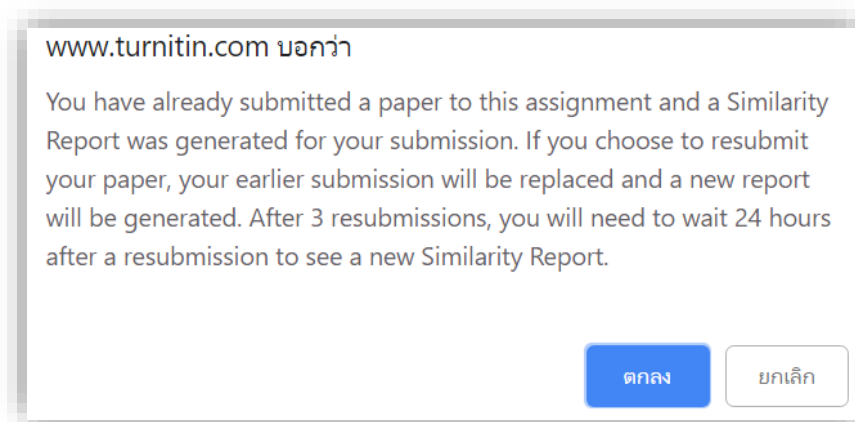 www.turnitin.com บอกว่า
You have already submitted a paper to this assignment and a Similarity
Report was generated for your submission. If you choose to resubmit
your paper, your earlier submission will be replaced and a new report
will be generated. After 3 resubmissions, you will need to wait 24 hours
after a resubmission to see a new Similarity Report.
ตกลง ยกเลิก